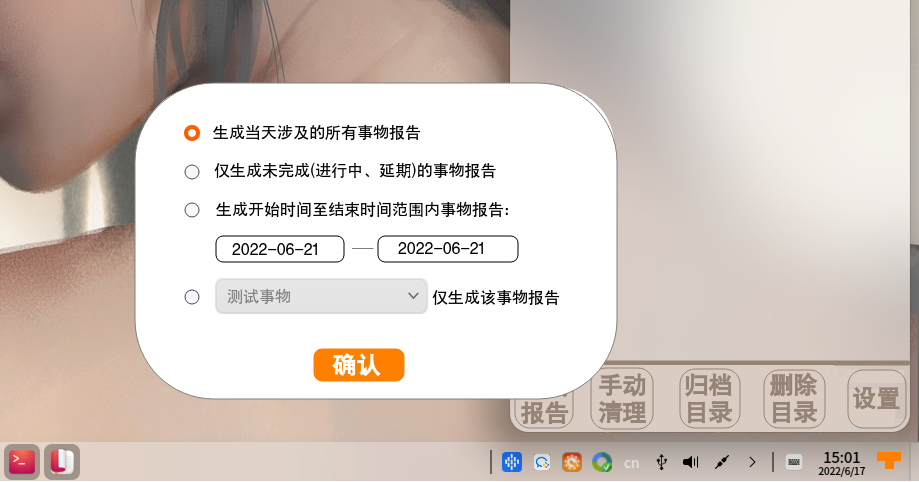 生成当天涉及的所有事物报告
仅生成未完成(进行中、延期)的事物报告
生成开始时间至结束时间范围内事物报告:
2022-06-21 — 2022-06-21
测试事物 仅生成该事物报告
确认
手动 归档 删除
报告 清理 目录 目录 设置
cn 15:01
2022/6/17